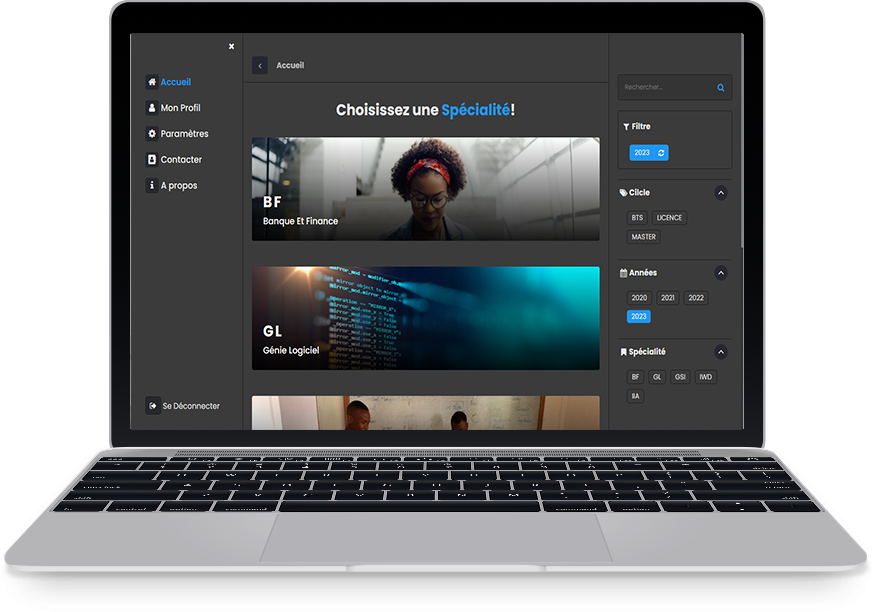 Accueil
Mon Profil
Paramètres
Contacter
A propos
Se Déconnecter
Accueil
Choisissez une Spécialité!
BF
Banque Et Finance
GL
Génie Logiciel
Rechercher...
Filtre
2023
Cilcle
BTS LICENCE
MASTER
Années
2020 2021 2022
2023
Spécialité
BF GL GSI IWD
IIA